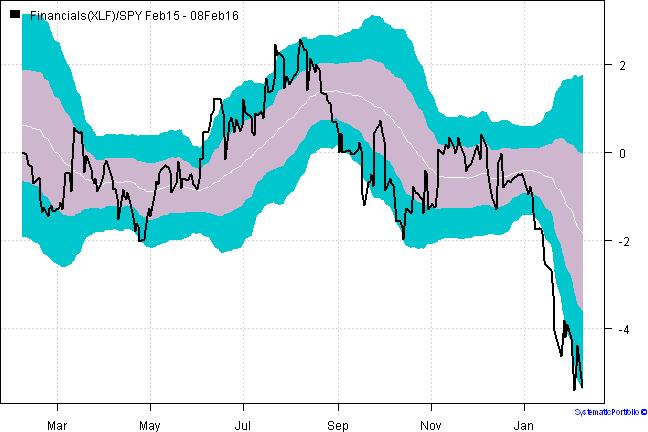 Financials(XLF)/SPY Feb15 - 08Feb16
2
0
-2
-4
Mar May Jul Sep Nov Jan
SystematicPortfolio ©